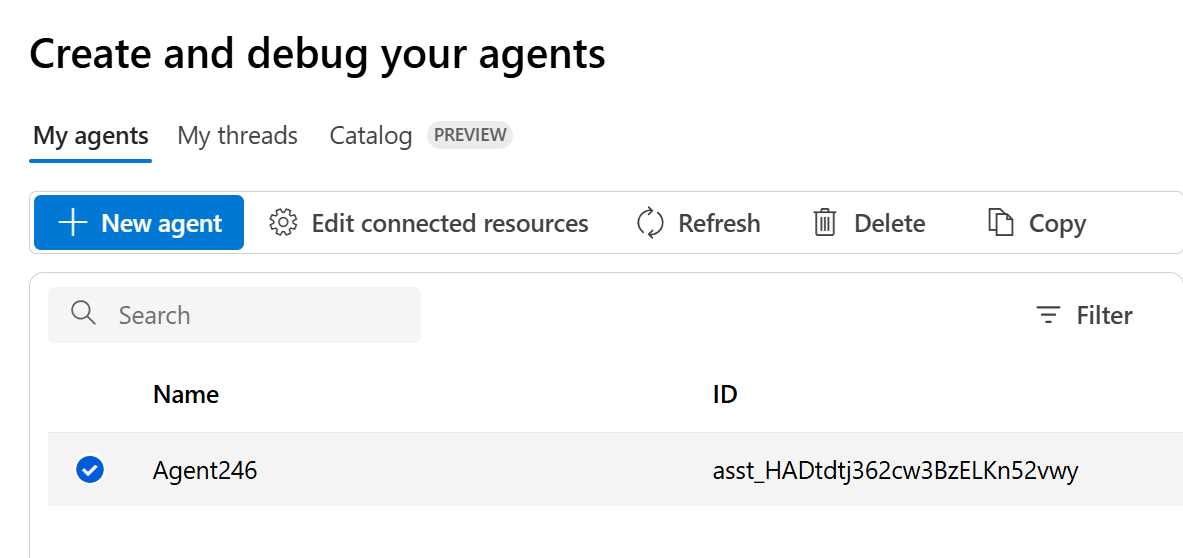 Create and debug your agents
My agents My threads Catalog PREVIEW
New agent Edit connected resources Refresh Delete Copy
Search Filter
Name ID
Agent246 asst_HADtdtj362cw3BzELKn52vwy